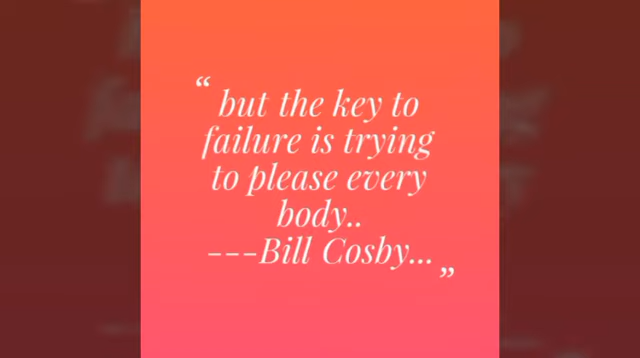 “ but the key to
failure is trying
to please every
body..
---Bill Cosby... ”